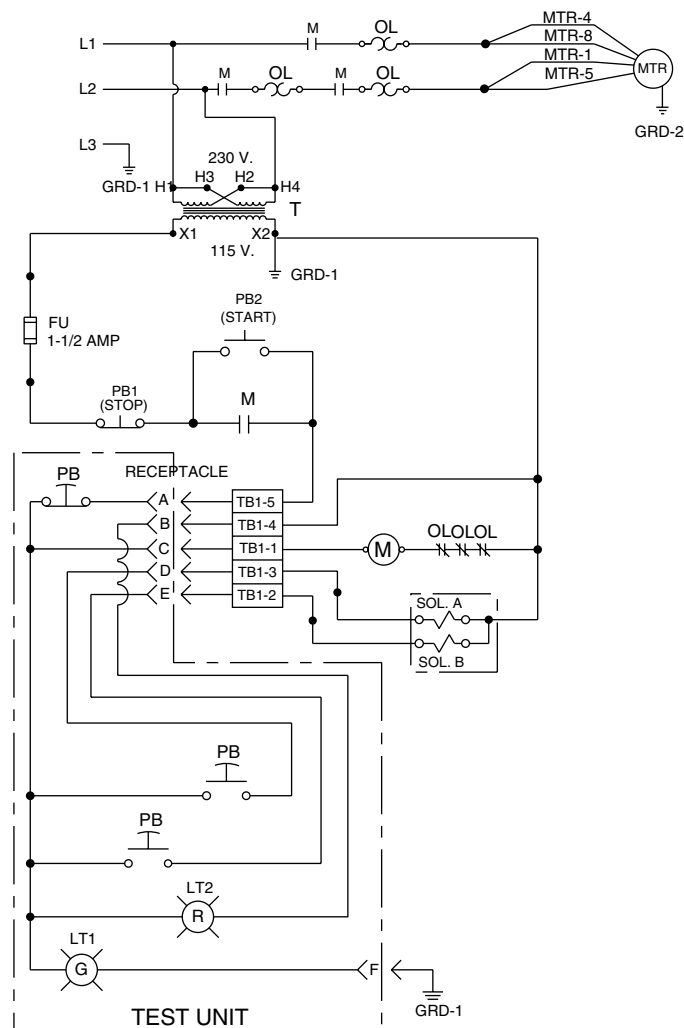 L1
M
OL
MTR-4
MTR-8
MTR-1
MTR-5
MTR
L2
M
OL
M
OL
GRD-2
L3
GRD-1
230 V.
H1
H3
H2
H4
T
X1
X2
115 V.
GRD-1
FU
1-1/2 AMP
PB2
(START)
PB1
(STOP)
M
PB
RECEPTACLE
A
TB1-5
B
TB1-4
C
TB1-1
M
OL OL OL
D
TB1-3
E
TB1-2
SOL. A
SOL. B
PB
PB
LT2
R
LT1
G
F
GRD-1
TEST UNIT